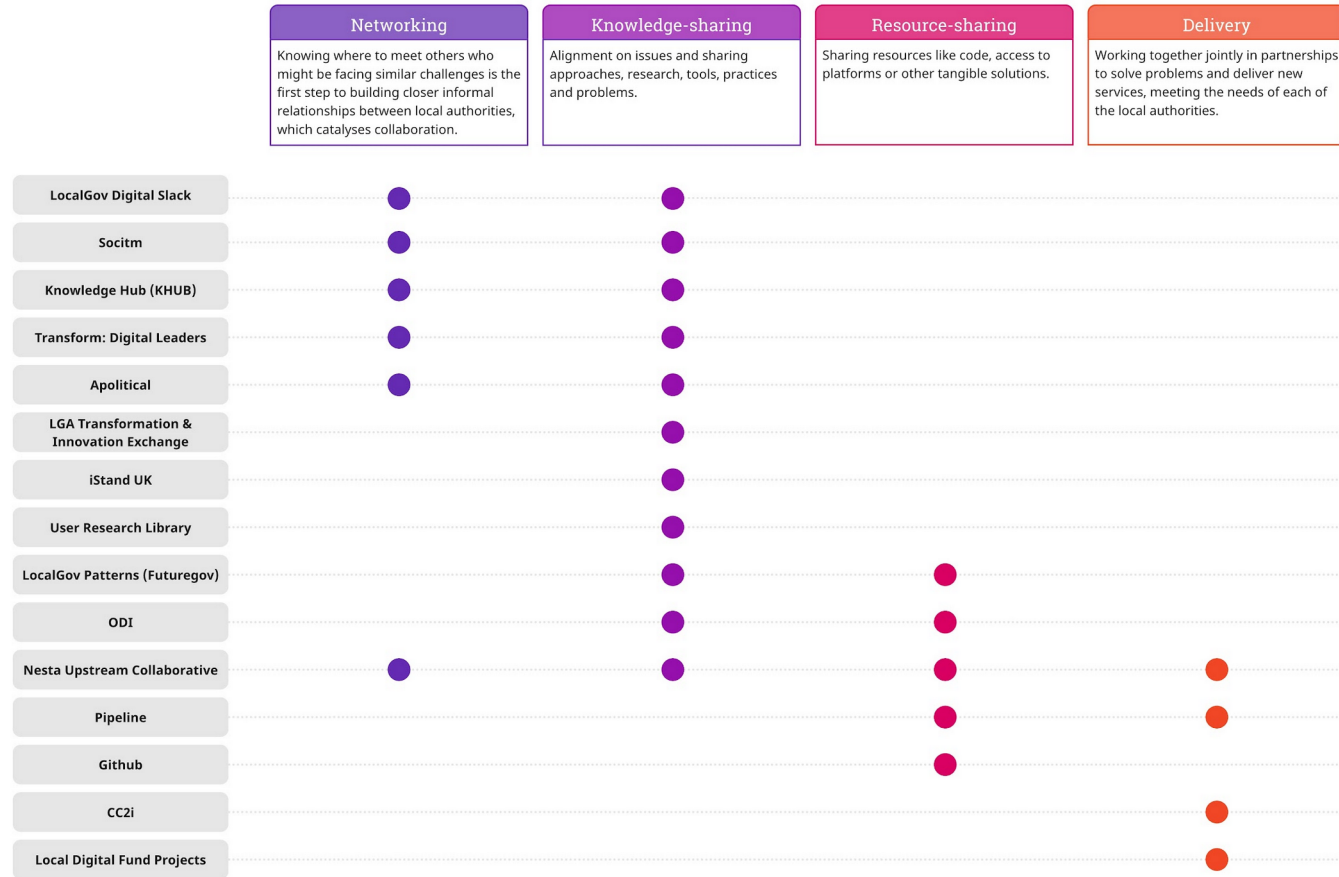 Networking
Knowing where to meet others who
might be facing similar challenges is the
first step to building closer informal
relationships between local authorities,
which catalyses collaboration.
Knowledge-sharing
Alignment on issues and sharing
approaches, research, tools, practices
and problems.
Resource-sharing
Sharing resources like code, access to
platforms or other tangible solutions.
Delivery
Working together jointly in partnerships
to solve problems and deliver new
services, meeting the needs of each of
the local authorities.
LocalGov Digital Slack
Socitm
Knowledge Hub (KHUB)
Transform: Digital Leaders
Apolitical
LGA Transformation &
Innovation Exchange
iStand UK
User Research Library
LocalGov Patterns (Futuregov)
ODI
Nesta Upstream Collaborative
Pipeline
Github
CC2i
Local Digital Fund Projects